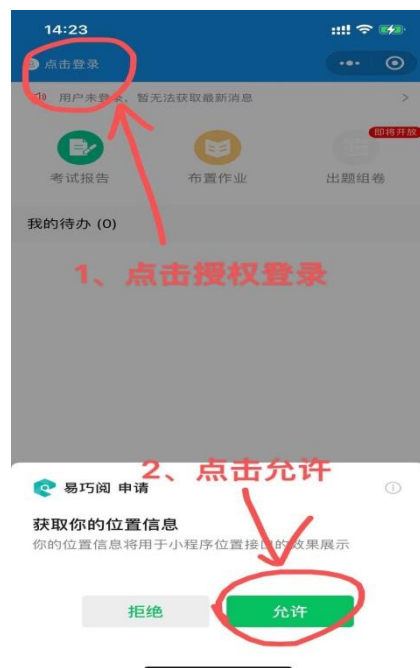 14:23
点击登录
用户未登录，暂无法获取最新消息
即将开放
考试报告
布置作业
出题组卷
我的待办 (0)
1、点击授权登录
2、点击允许
易巧阅 申请
获取你的位置信息
你的位置信息将用于小程序位置接口的效果展示
拒绝
允许